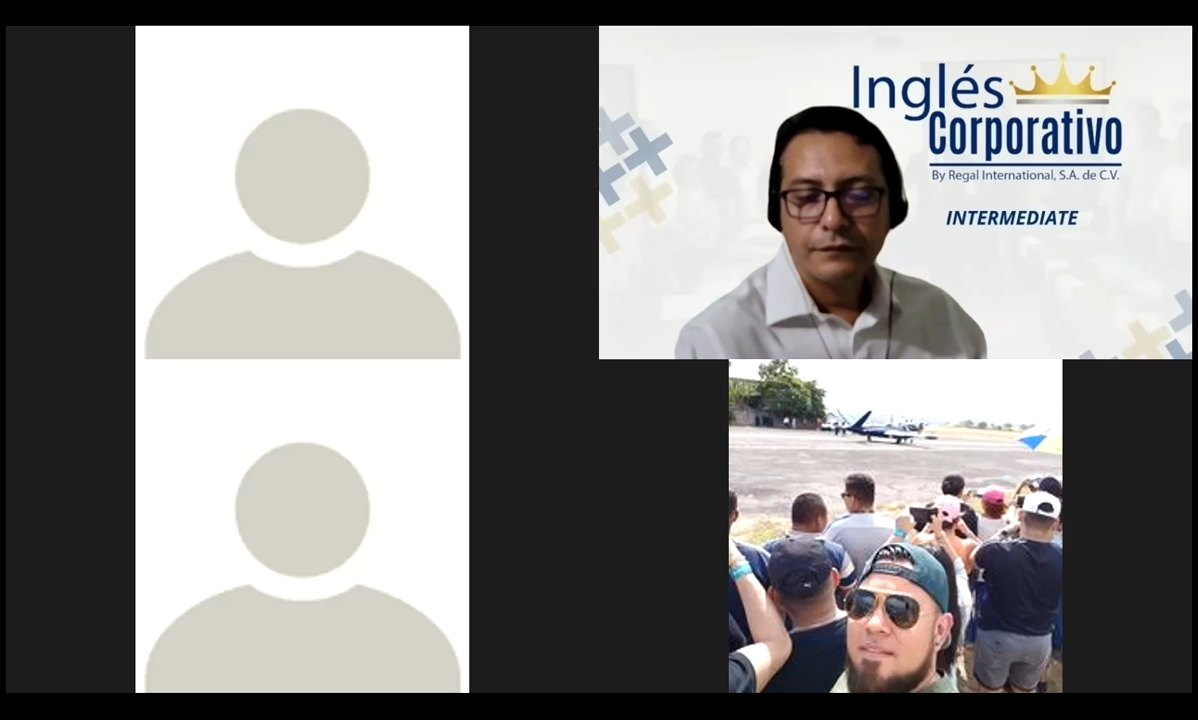 Inglés
Corporativo
By Regal International, S.A. de C.V.
INTERMEDIATE